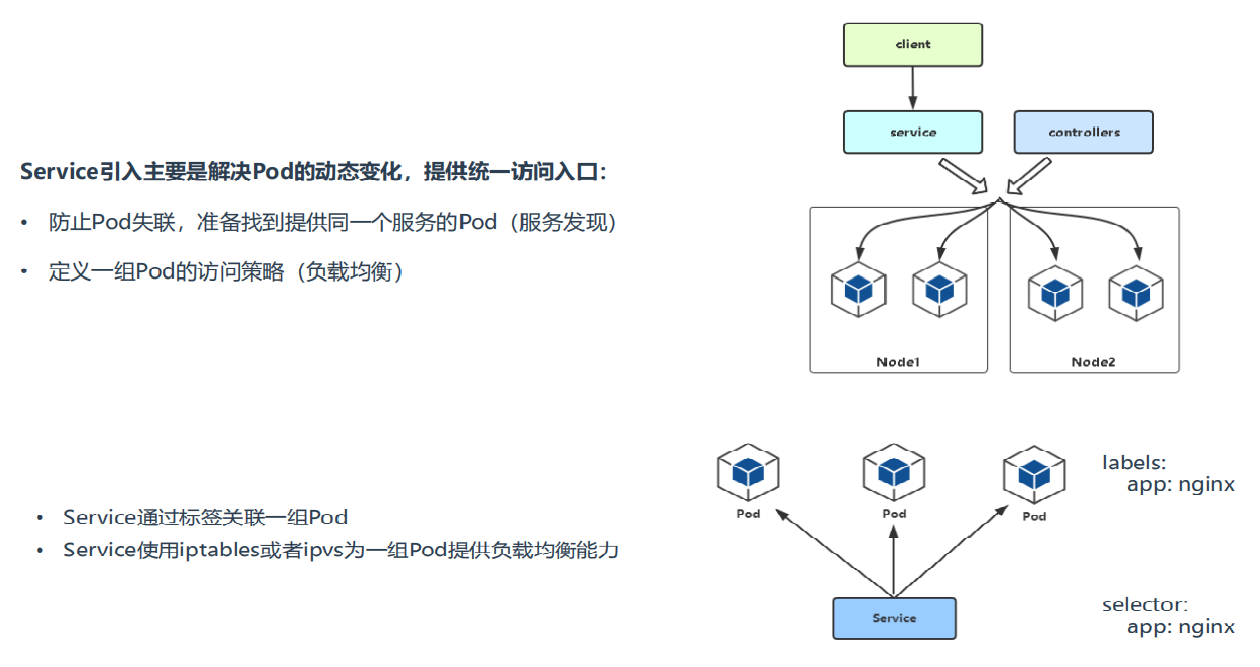 client
service
controllers
Service引入主要是解决Pod的动态变化，提供统一访问入口：
• 防止Pod失联，准备找到提供同一个服务的Pod（服务发现）
• 定义一组Pod的访问策略（负载均衡）
Node1
Node2
labels:
app: nginx
Pod
Pod
Pod
• Service通过标签关联一组Pod
• Service使用iptables或者ipvs为一组Pod提供负载均衡能力
Service
selector:
app: nginx